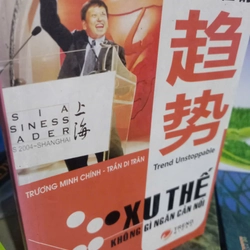 SIA
SINESS
EADER
2004~SHANGHAI
上海
趋势
Trend Unstoppable
TRƯƠNG MINH CHÍNH - TRẦN DI TRÂN
XU THẾ
KHÔNG GÌ NGĂN CẢN NỔI